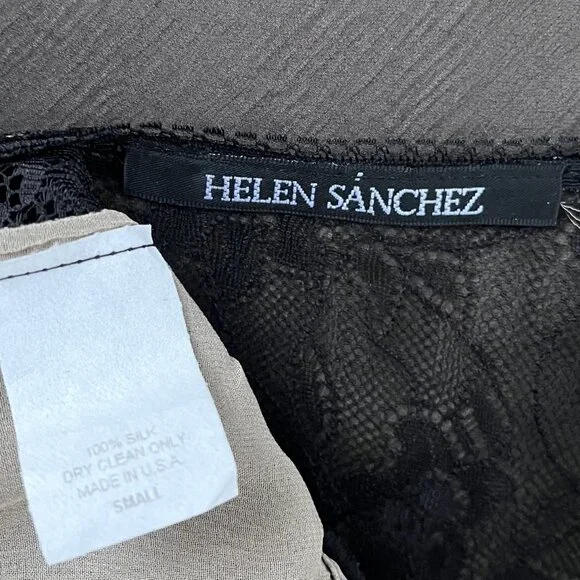 HELEN SÁNCHEZ
100% SILK
DRY CLEAN ONLY
MADE IN U.S.A.
SMALL